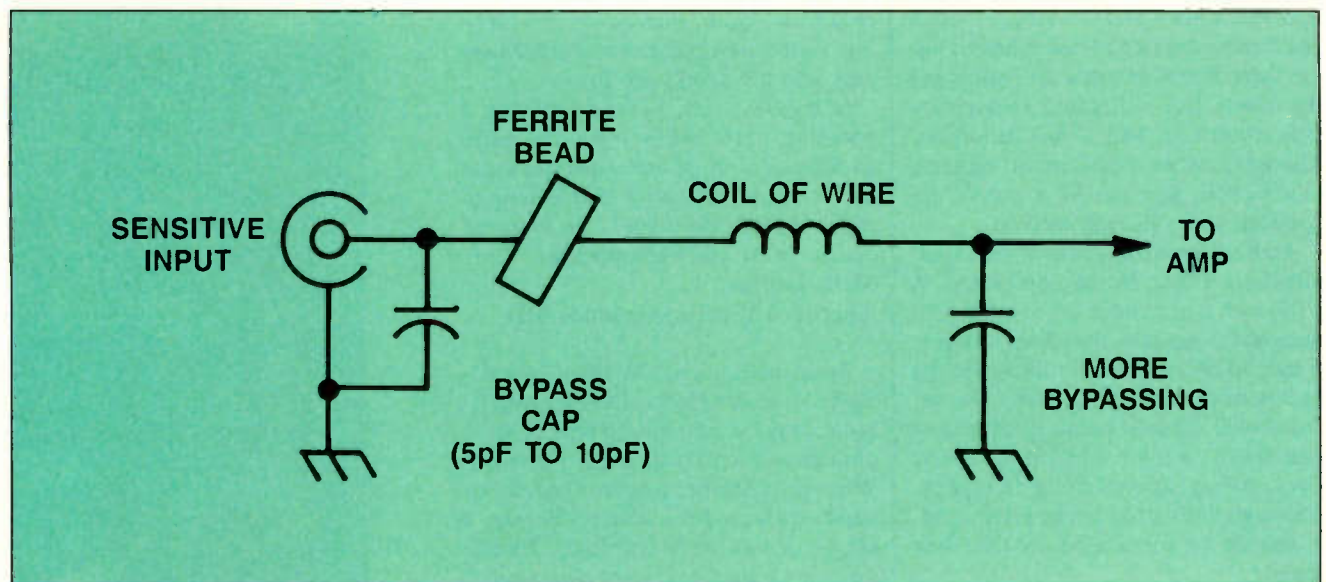 FERRITE
BEAD
COIL OF WIRE
SENSITIVE
INPUT
TO
AMP
BYPASS
CAP
(5pF TO 10pF)
MORE
BYPASSING